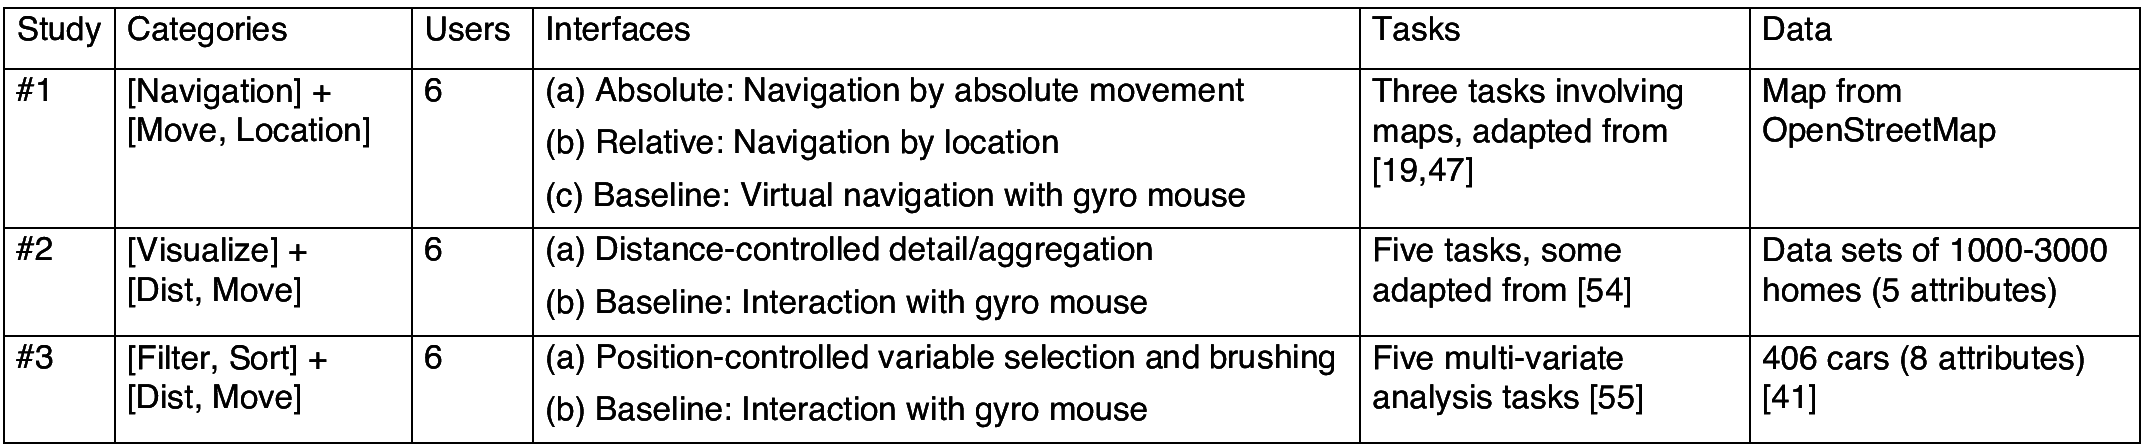 Study Categories Users Interfaces Tasks Data
#1 [Navigation] + 6 (a) Absolute: Navigation by absolute movement Three tasks involving Map from
[Move, Location] (b) Relative: Navigation by location maps, adapted from OpenStreetMap
(c) Baseline: Virtual navigation with gyro mouse [19,47]
#2 [Visualize] + 6 (a) Distance-controlled detail/aggregation Five tasks, some Data sets of 1000-3000
[Dist, Move] (b) Baseline: Interaction with gyro mouse adapted from [54] homes (5 attributes)
#3 [Filter, Sort] + 6 (a) Position-controlled variable selection and brushing Five multi-variate 406 cars (8 attributes)
[Dist, Move] (b) Baseline: Interaction with gyro mouse analysis tasks [55] [41]